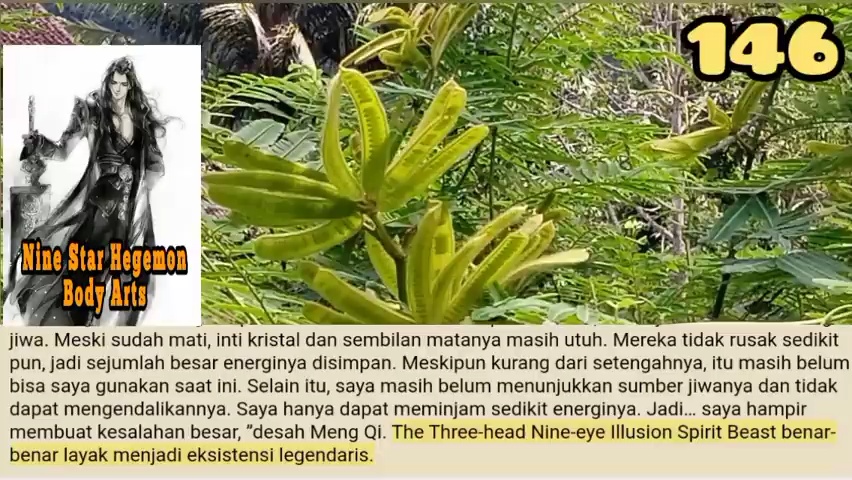 146
Nine Star Hegemon
Body Arts
jiwa. Meski sudah mati, inti kristal dan sembilan matanya masih utuh. Mereka tidak rusak sedikit
pun, jadi sejumlah besar energinya disimpan. Meskipun kurang dari setengahnya, itu masih belum
bisa saya gunakan saat ini. Selain itu, saya masih belum menunjukkan sumber jiwanya dan tidak
dapat mengendalikannya. Saya hanya dapat meminjam sedikit energinya. Jadi... saya hampir
membuat kesalahan besar, "desah Meng Qi. The Three-head Nine-eye Illusion Spirit Beast benar-
benar layak menjadi eksistensi legendaris.